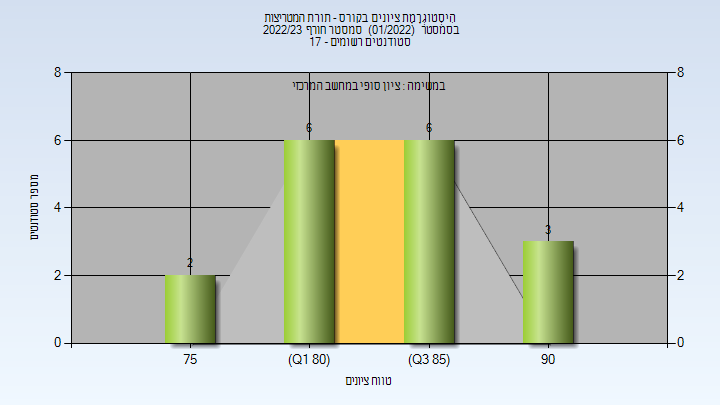 היסטוגרמת ציונים בקורס - תורת המטריצות
בסמסטר (01/2022) סמסטר חורף 2022/23
סטודנטים רשומים - 17
במשימה : ציון סופי במחשב המרכזי
8
6
4
2
0
8
6
4
2
0
מספר סטודנטים
2
6
6
3
75
(Q1 80)
(Q3 85)
90
טווח ציונים